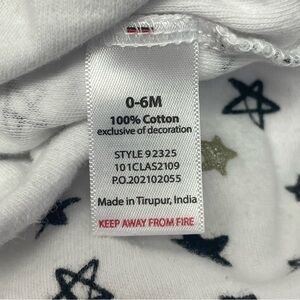 0-6M
100% Cotton
exclusive of decoration
STYLE 92325
101CLAS2109
P.O.202102055
Made in Tirupur, India
KEEP AWAY FROM FIRE